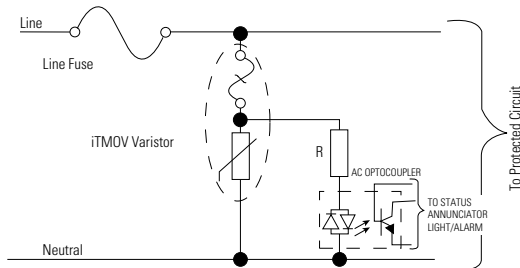 Line
Line Fuse
iTMOV Varistor
R
AC OPTOCOUPLER
TO STATUS
ANNUNCIATOR
LIGHT/ALARM
Neutral
To Protected Circuit